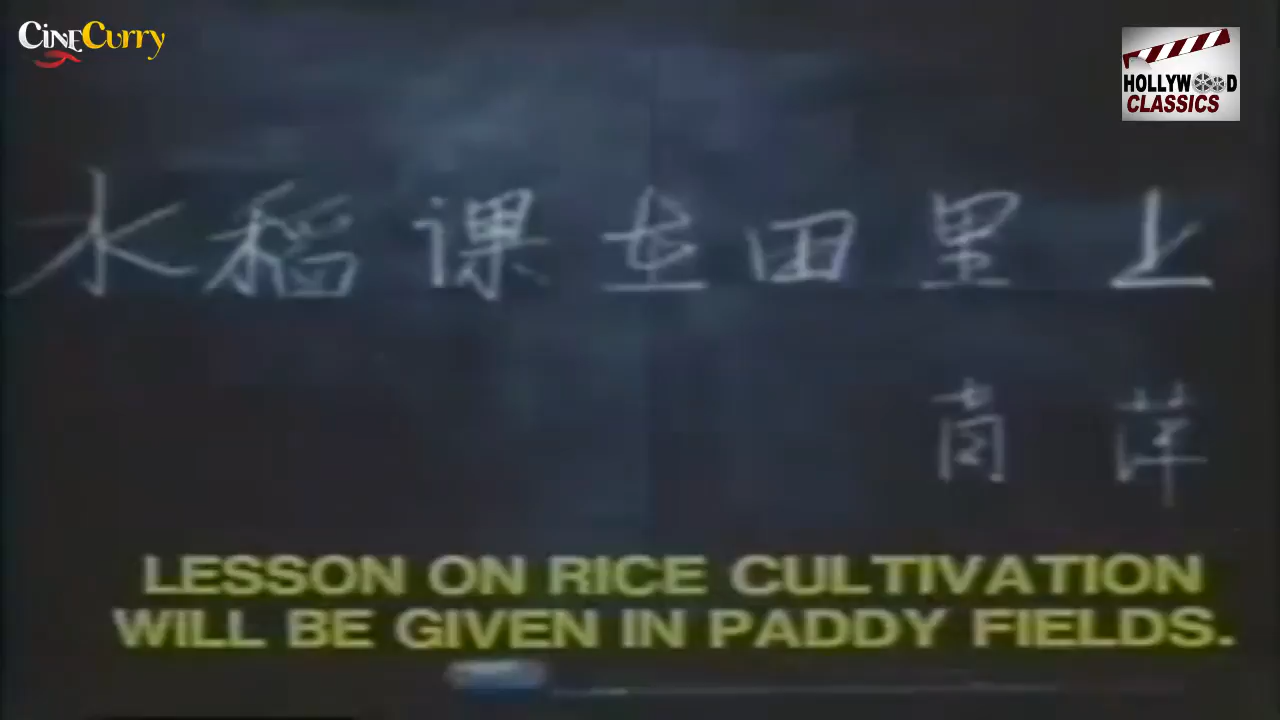 CINECURRY
HOLLYWOOD
CLASSICS
水稻课在田里上
肖萍
LESSON ON RICE CULTIVATION
WILL BE GIVEN IN PADDY FIELDS.